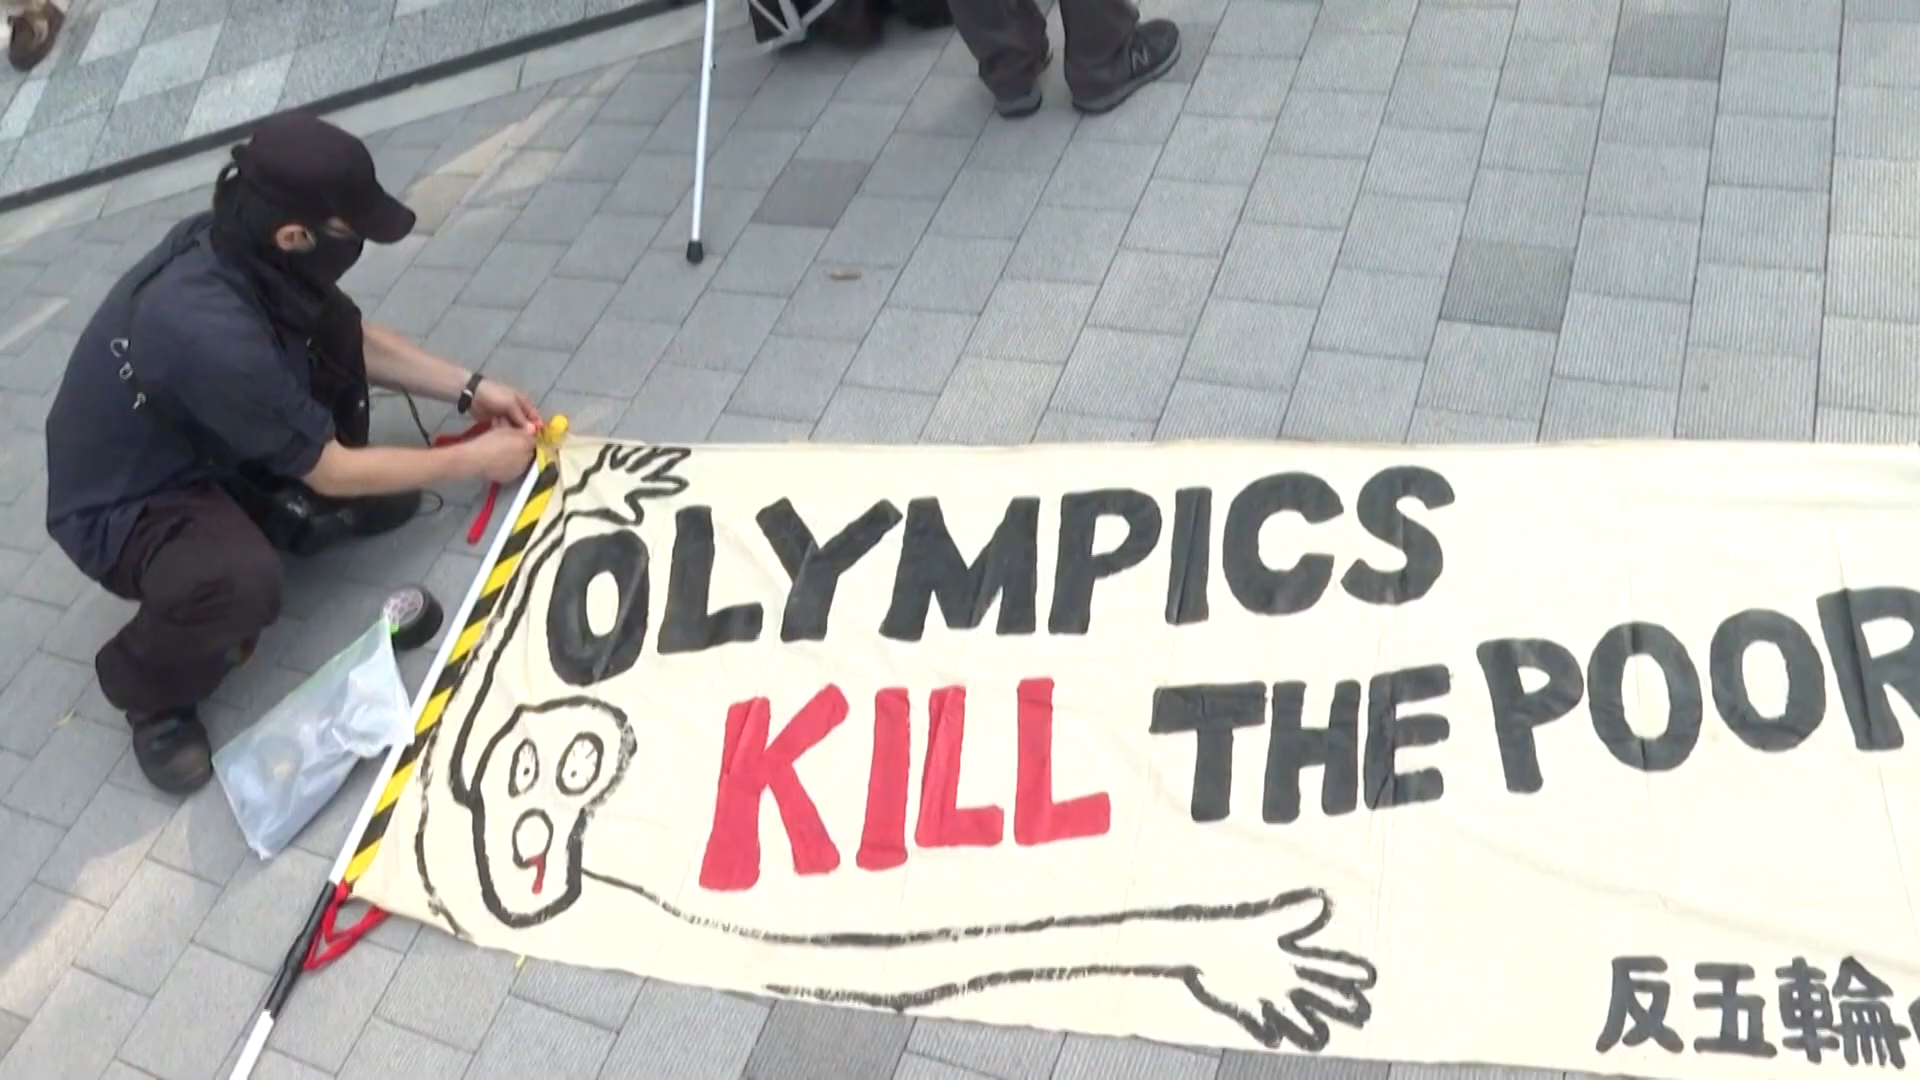 OLYMPICS
KILL THE POOR
反五輪